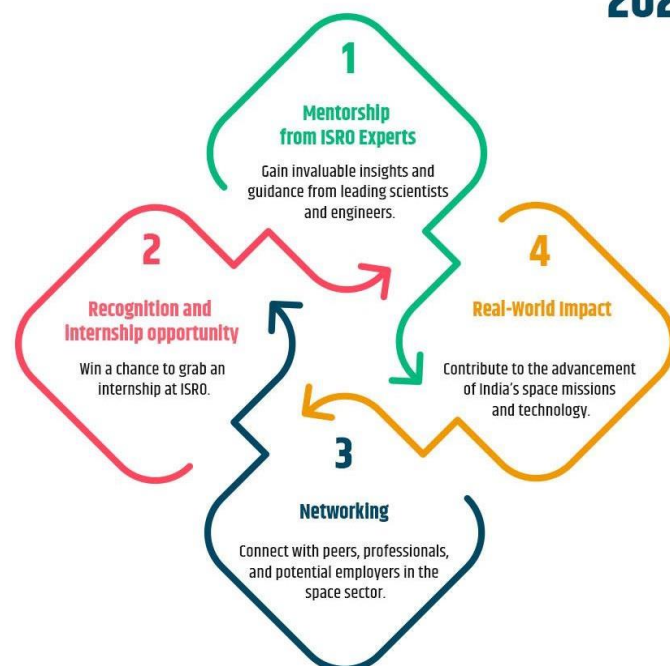 1
Mentorship
from ISRO Experts
Gain invaluable insights and
guidance from leading scientists
and engineers.
2
Recognition and
internship opportunity
Win a chance to grab an
internship at ISRO.
3
Networking
Connect with peers, professionals,
and potential employers in the
space sector.
4
Real-World Impact
Contribute to the advancement
of India's space missions
and technology.